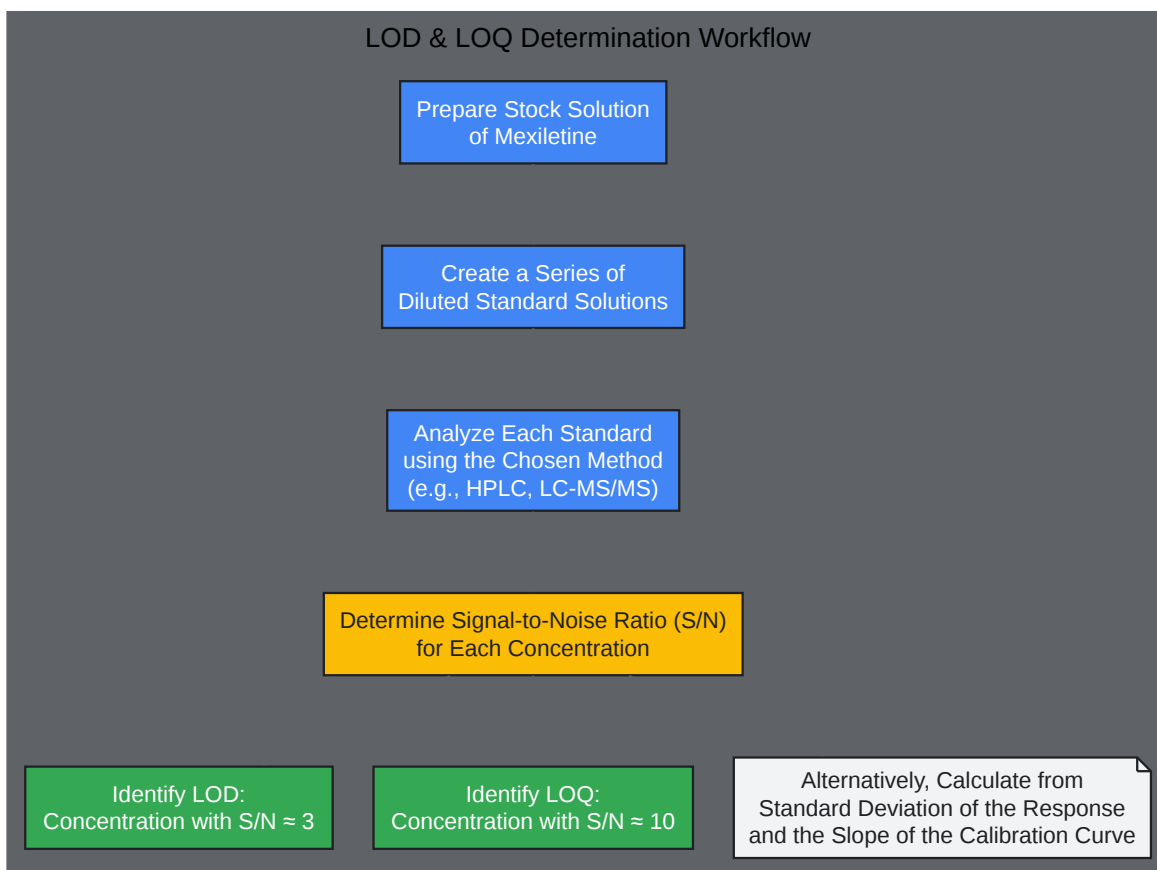 LOD & LOQ Determination Workflow
Prepare Stock Solution
of Mexiletine
Create a Series of
Diluted Standard Solutions
Analyze Each Standard
using the Chosen Method
(e.g., HPLC, LC-MS/MS)
Determine Signal-to-Noise Ratio (S/N)
for Each Concentration
Identify LOD:
Concentration with S/N ≈ 3
Identify LOQ:
Concentration with S/N ≈ 10
Alternatively, Calculate from
Standard Deviation of the Response
and the Slope of the Calibration Curve